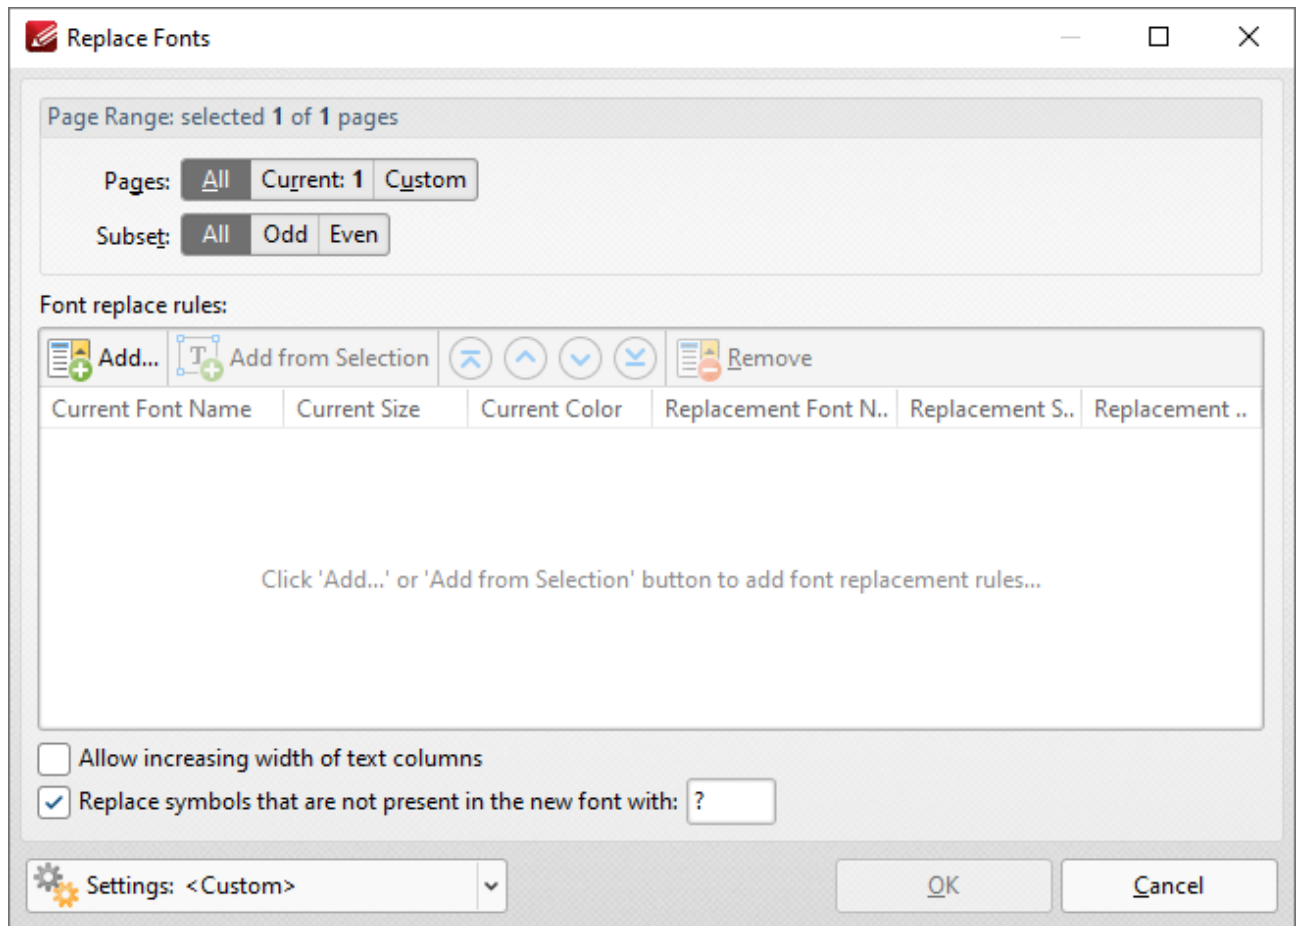 Replace Fonts
Page Range: selected 1 of 1 pages
Pages: All Current: 1 Custom
Subset: All Odd Even
Font replace rules:
Add... Add from Selection Remove
Current Font Name Current Size Current Color Replacement Font N.. Replacement S.. Replacement ..
Click 'Add...' or 'Add from Selection' button to add font replacement rules...
Allow increasing width of text columns
Replace symbols that are not present in the new font with: ?
Settings: <Custom> OK Cancel